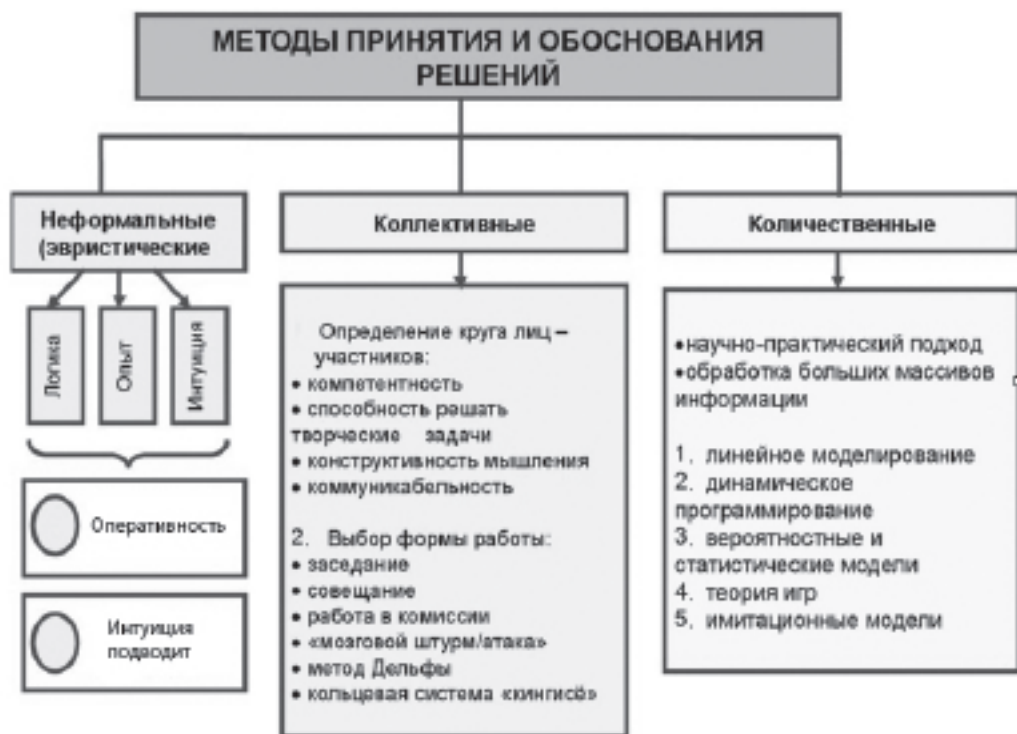 МЕТОДЫ ПРИНЯТИЯ И ОБОСНОВАНИЯ
РЕШЕНИЙ
Неформальные
(эвристические
Логика
Опыт
Интуиция
Оперативность
Интуиция
подводит
Коллективные
Определение круга лиц –
участников:
• компетентность
• способность решать
творческие задачи
• конструктивность мышления
• коммуникабельность
2. Выбор формы работы:
• заседание
• совещание
• работа в комиссии
• «мозговой штурм/атака»
• метод Дельфы
• кольцевая система «кингисё»
Количественные
•научно-практический подход
•обработка больших массивов
информации
1. линейное моделирование
2. динамическое
программирование
3. вероятностные и
статистические модели
4. теория игр
5. имитационные модели